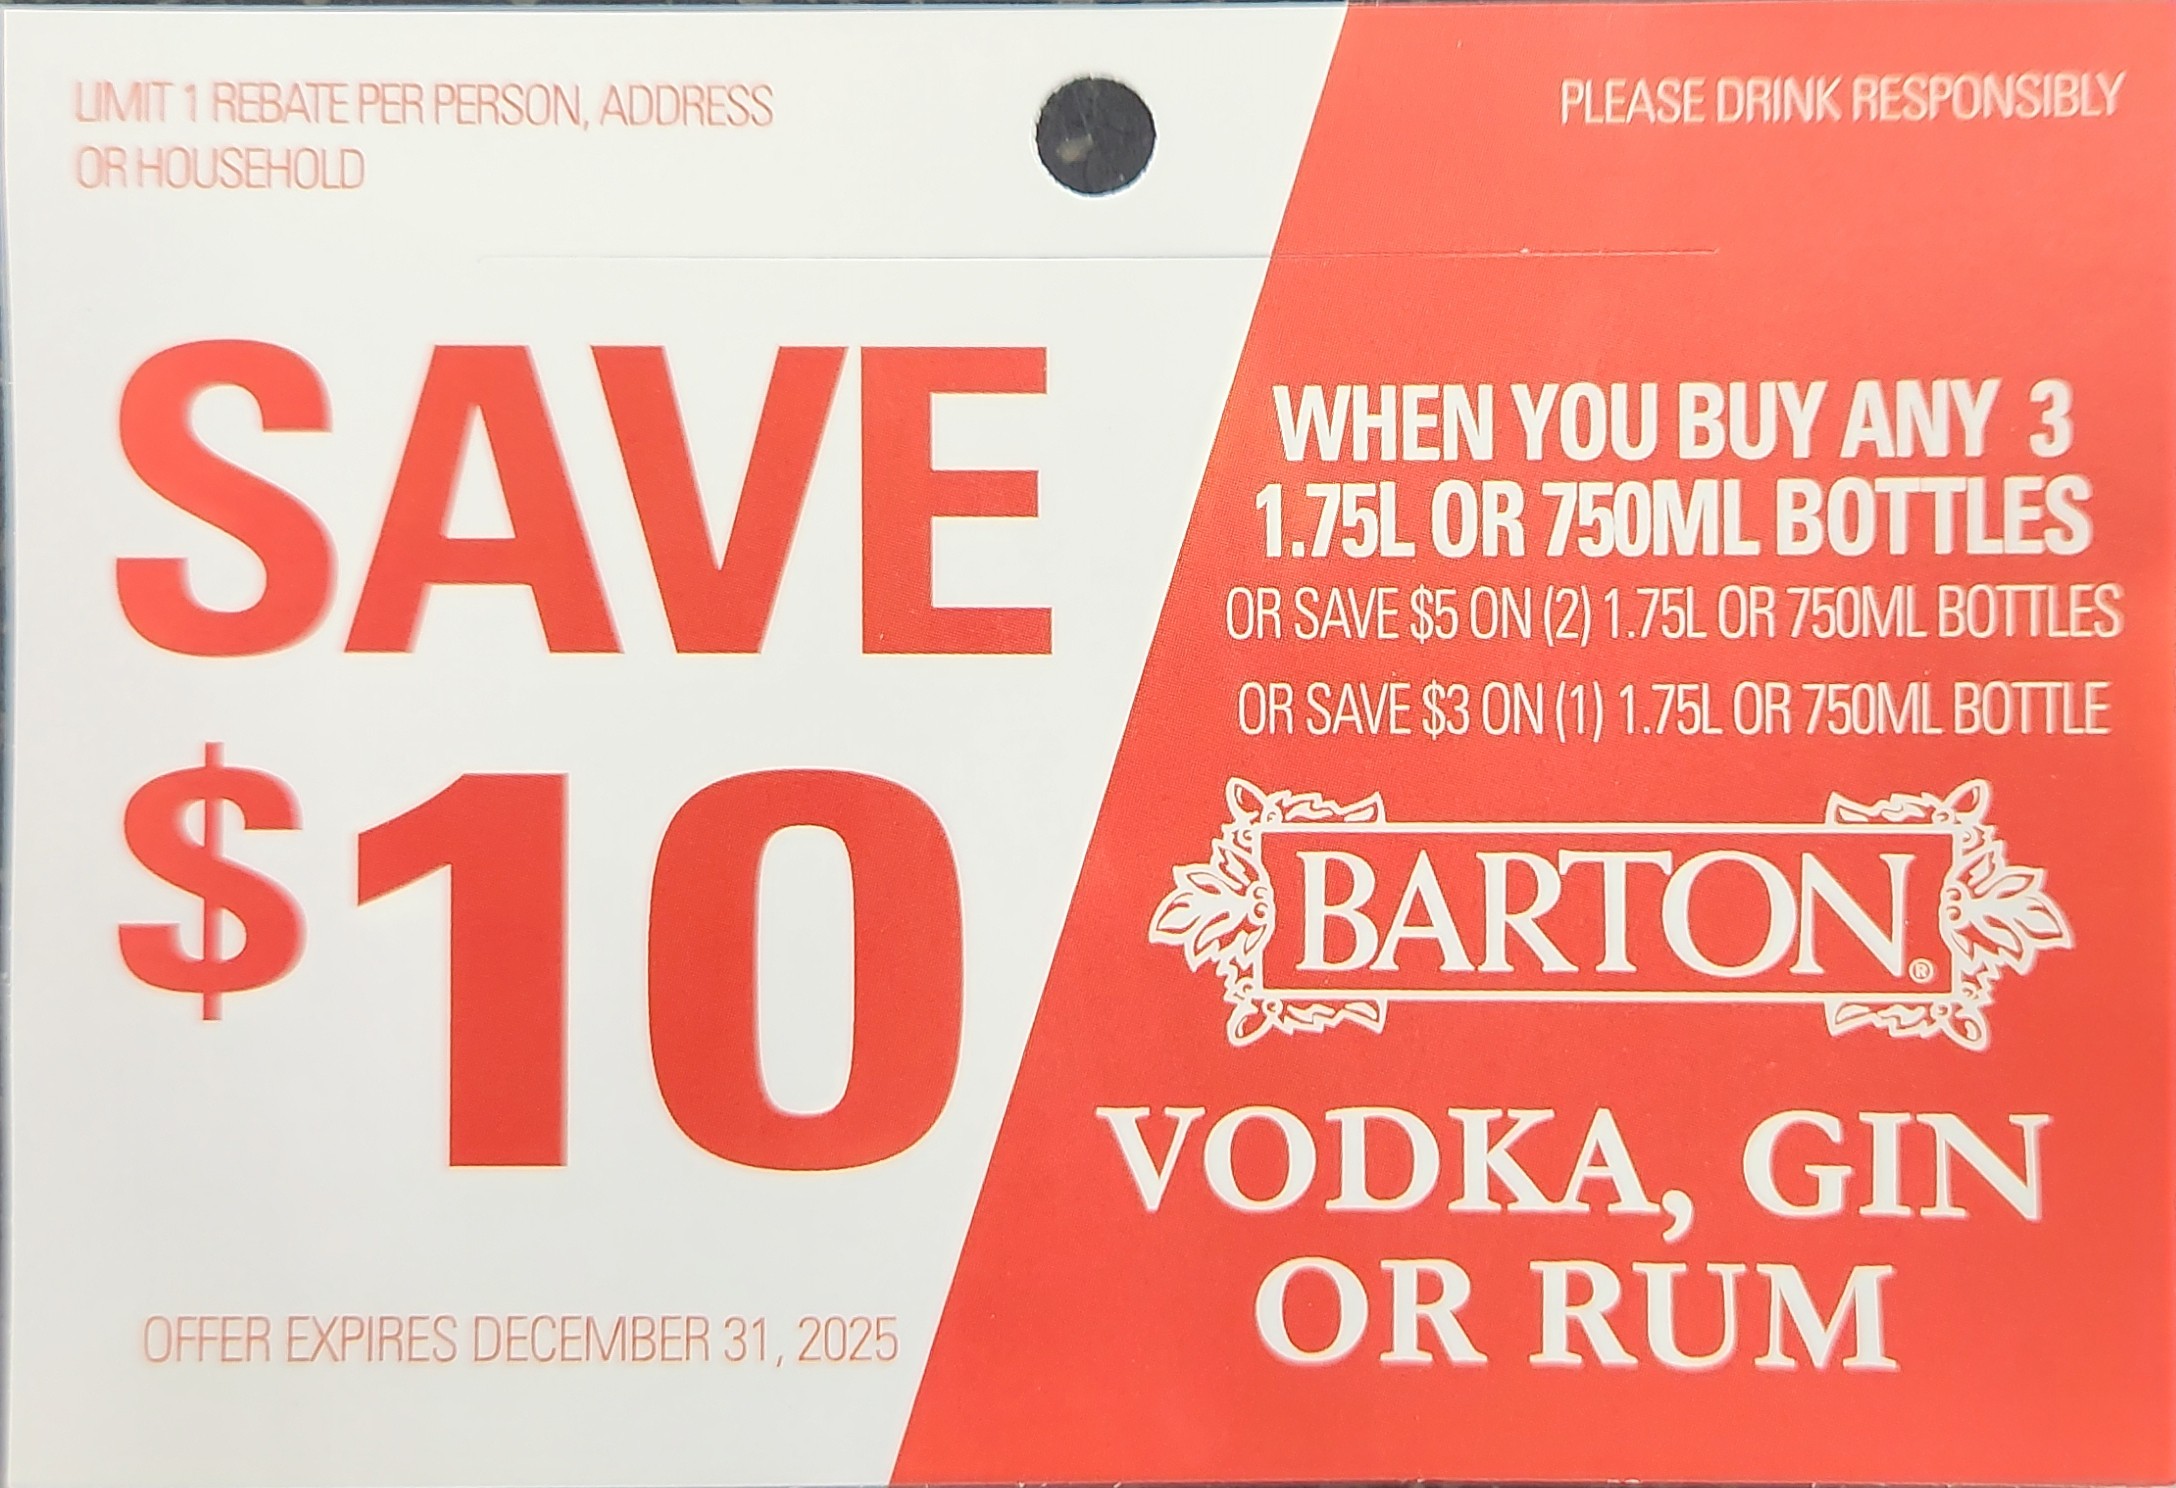 LIMIT 1 REBATE PER PERSON, ADDRESS
OR HOUSEHOLD
PLEASE DRINK RESPONSIBLY
SAVE
$10
OFFER EXPIRES DECEMBER 31, 2025
WHEN YOU BUY ANY 3
1.75L OR 750ML BOTTLES
OR SAVE $5 ON (2) 1.75L OR 750ML BOTTLES
OR SAVE $3 ON (1) 1.75L OR 750ML BOTTLE
BARTON®
VODKA, GIN
OR RUM